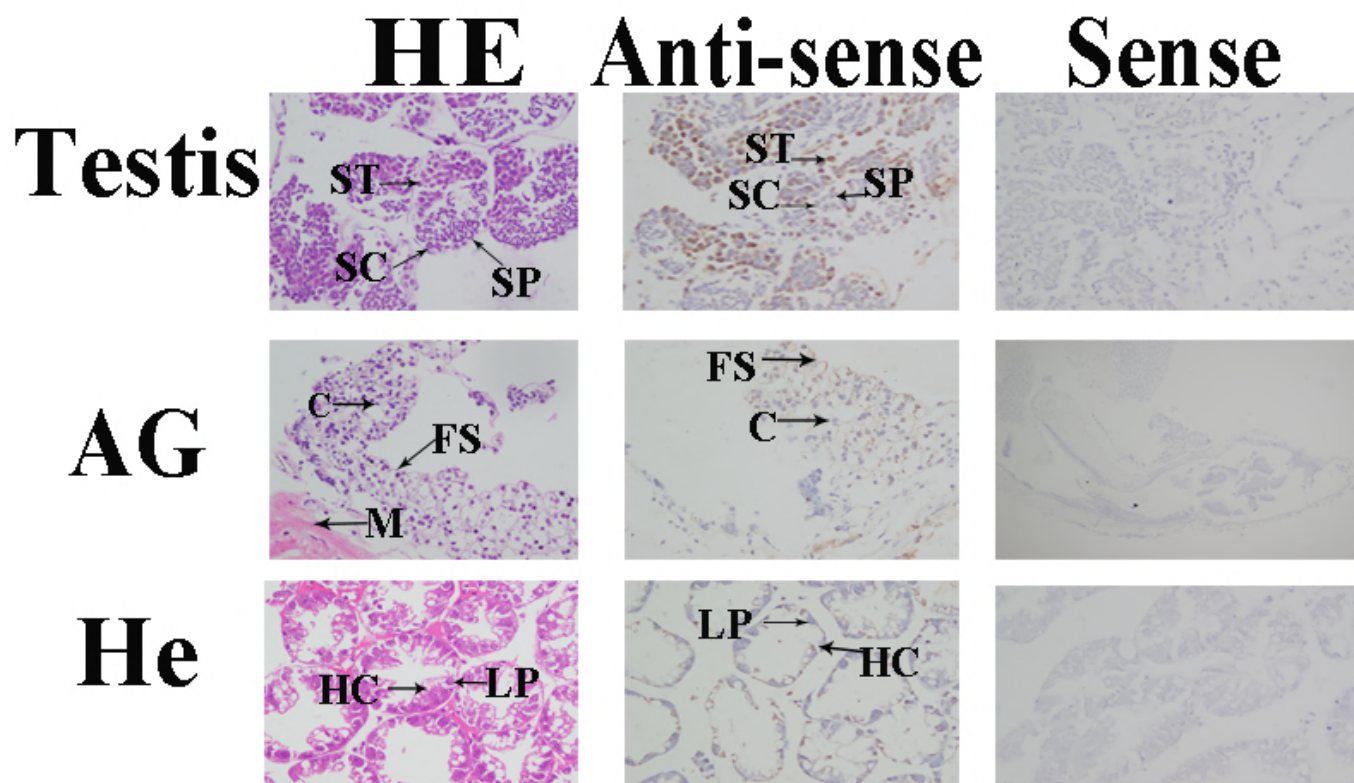 HE Anti-sense Sense
Testis
ST
SC
SP
ST
SC
SP
AG
C
FS
M
FS
C
He
HC
LP
LP
HC